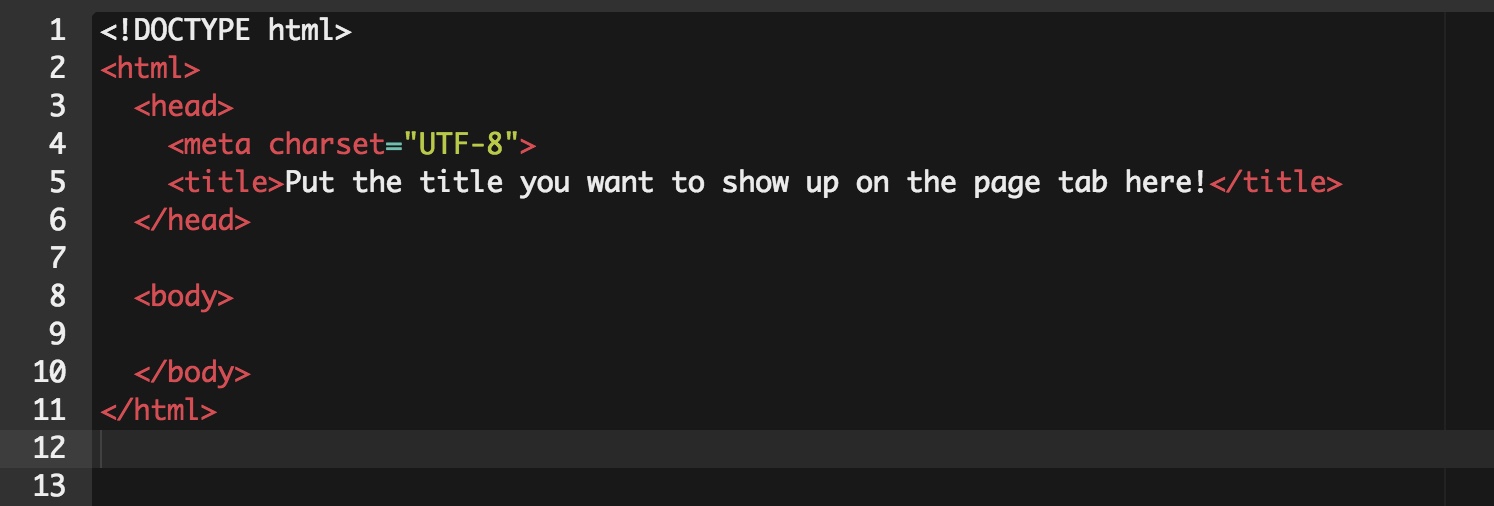 1 <!DOCTYPE html>
2 <html>
3   <head>
4     <meta charset="UTF-8">
5     <title>Put the title you want to show up on the page tab here!</title>
6   </head>
7
8   <body>
9
10   </body>
11 </html>
12
13